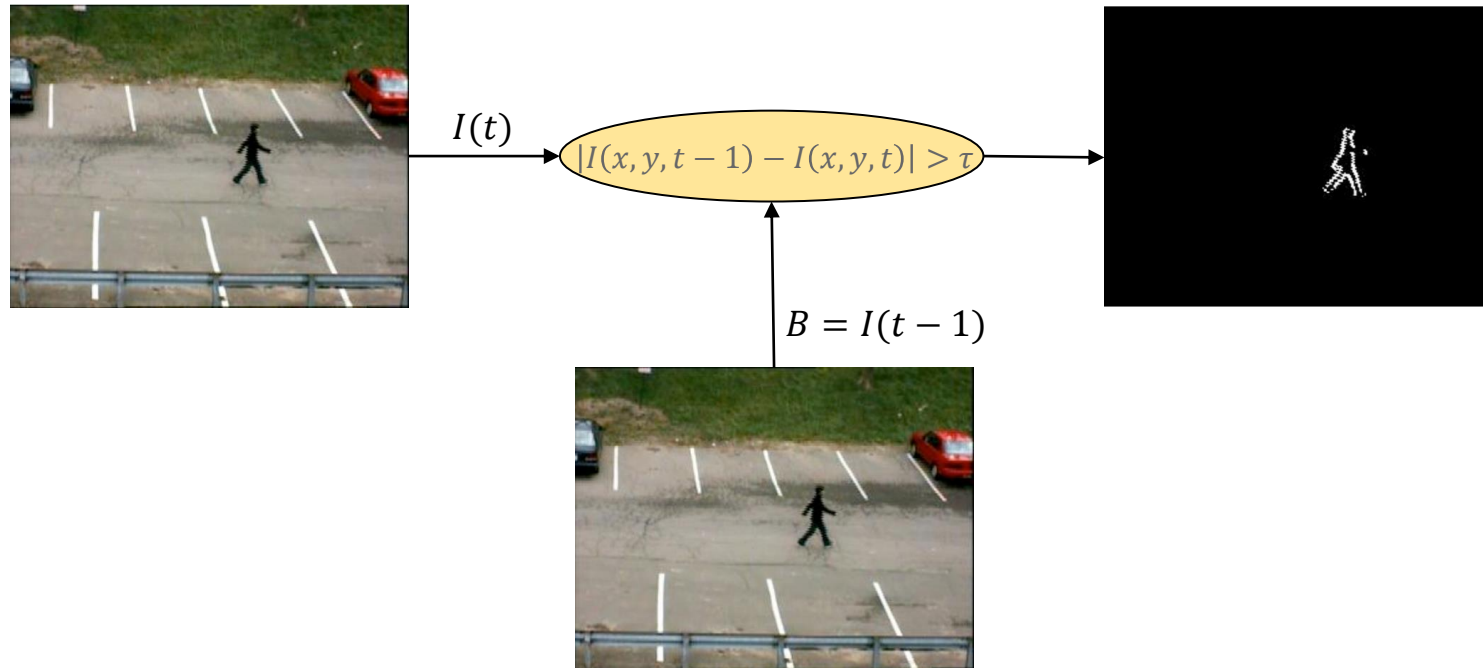 I(t)
|I(x, y, t − 1) − I(x, y, t)| > τ
B = I(t − 1)